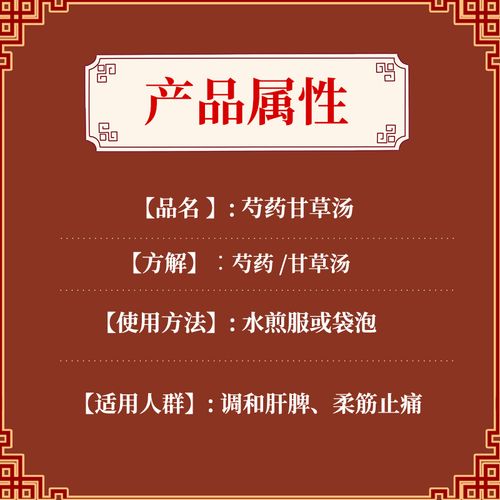 产品属性
【品名 】: 芍药甘草汤
【方解】 : 芍药 /甘草汤
【使用方法】: 水煎服或袋泡
【适用人群】: 调和肝脾、柔筋止痛